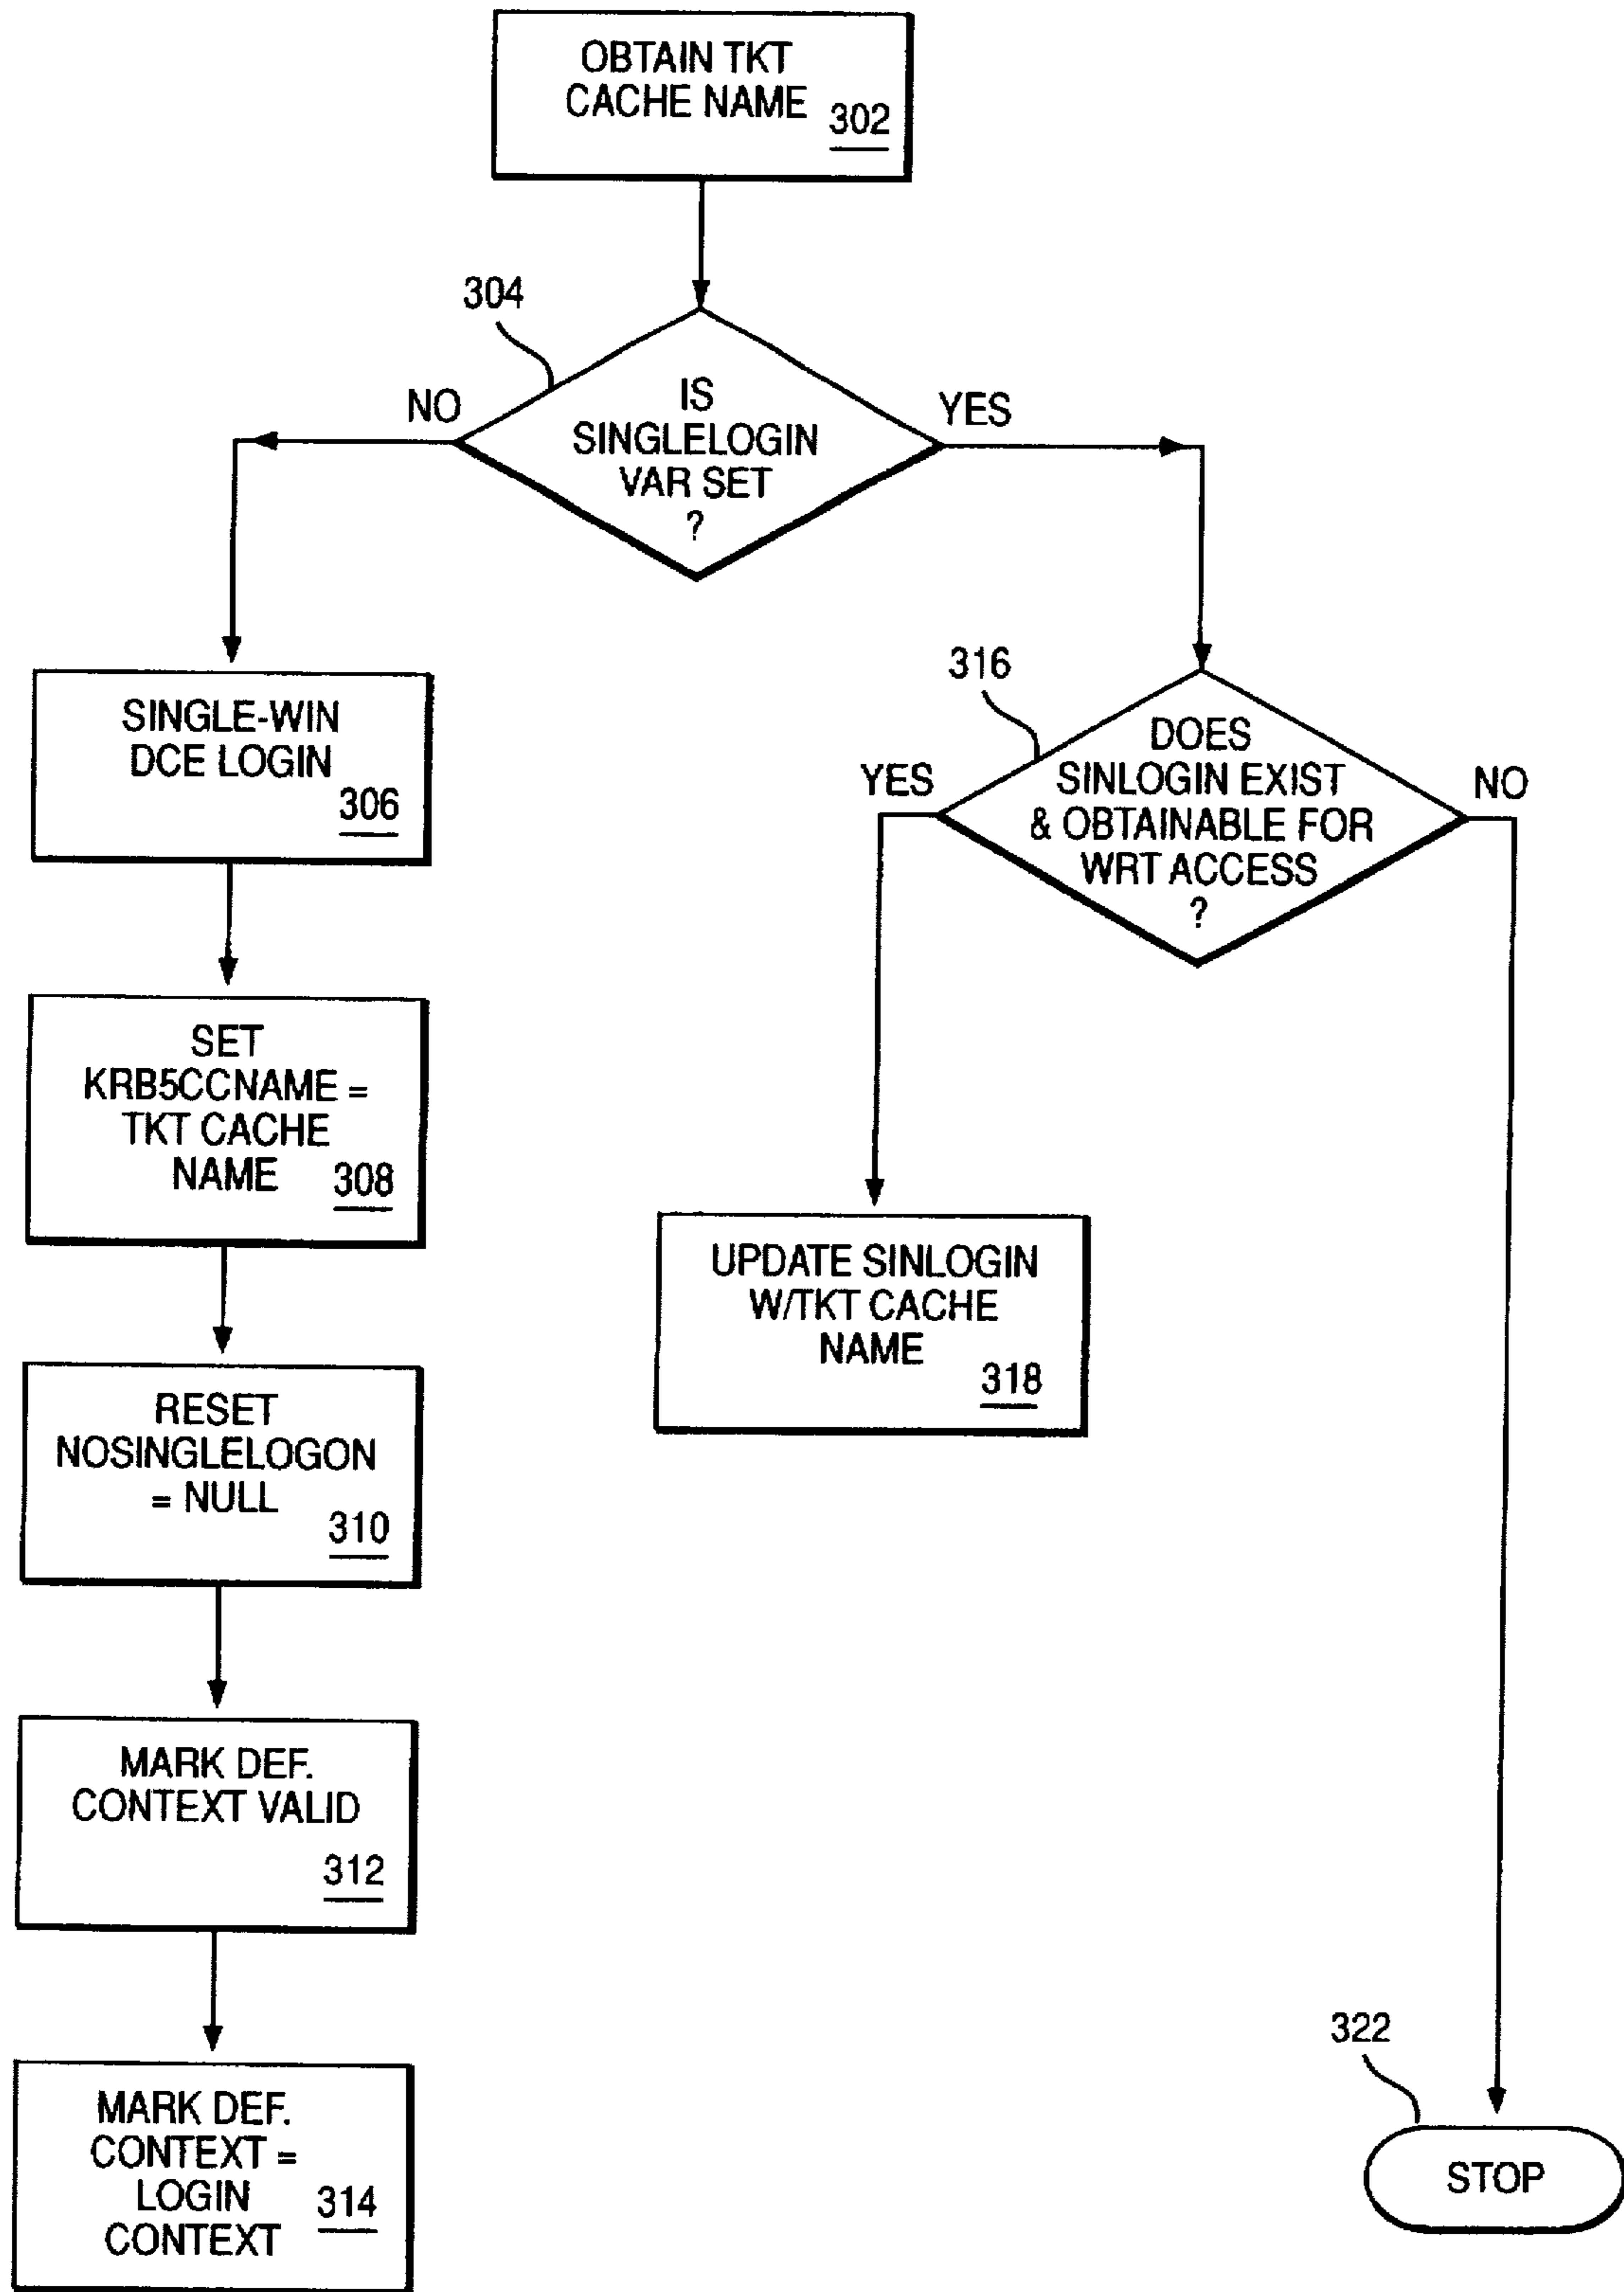 OBTAIN TKT
CACHE NAME
302
304
NO
YES
IS
SINGLELOGIN
VAR SET
?
SINGLE-WIN
DCE LOGIN
306
316
YES
NO
DOES
SINLOGIN EXIST
& OBTAINABLE FOR
WRT ACCESS
?
SET
KRB5CCNAME =
TKT CACHE
NAME
308
UPDATE SINLOGIN
W/TKT CACHE
NAME
318
RESET
NOSINGLELOGON
= NULL
310
MARK DEF.
CONTEXT VALID
312
MARK DEF.
CONTEXT =
LOGIN
CONTEXT
314
322
STOP